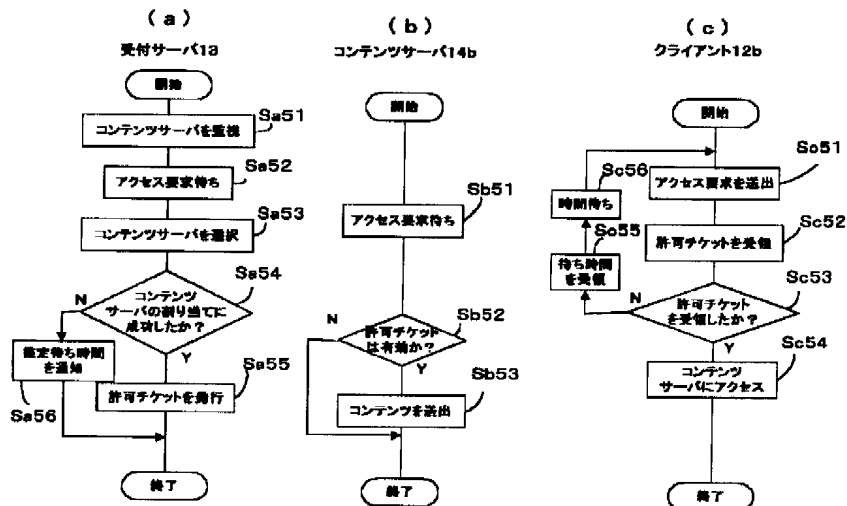 (a)
受付サーバ13
開始
コンテンツサーバを監視
Sa51
アクセス要求待ち
Sa52
コンテンツサーバを選択
Sa53
コンテンツ
サーバの割り当てに
成功したか？
Sa54
N
Y
推定待ち時間
を通知
Sa56
許可チケットを発行
Sa55
終了
(b)
コンテンツサーバ14b
開始
アクセス要求待ち
Sb51
許可チケット
は有効か？
Sb52
N
Y
コンテンツを送出
Sb53
終了
(c)
クライアント12b
開始
アクセス要求を送出
Sc51
許可チケットを受領
Sc52
許可チケット
を受領したか？
Sc53
N
Y
待ち時間
を受領
Sc55
時間待ち
Sc56
コンテンツ
サーバにアクセス
Sc54
終了